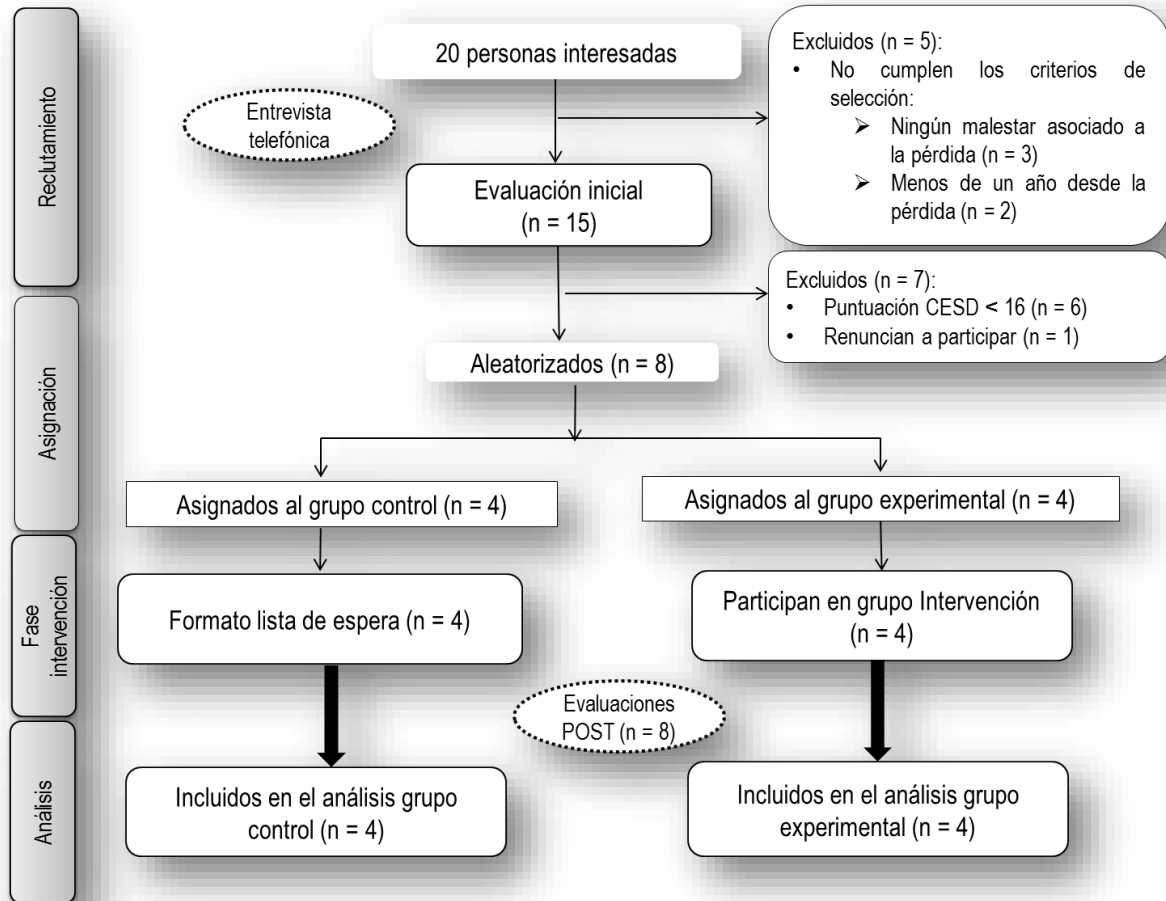 Reclutamiento
20 personas interesadas
Entrevista
telefónica
Excluidos (n = 5):
• No cumplen los criterios de
selección:
➢ Ningún malestar asociado a
la pérdida (n = 3)
➢ Menos de un año desde la
pérdida (n = 2)
Evaluación inicial
(n = 15)
Excluidos (n = 7):
• Puntuación CESD < 16 (n = 6)
• Renuncian a participar (n = 1)
Asignación
Aleatorizados (n = 8)
Asignados al grupo control (n = 4)
Asignados al grupo experimental (n = 4)
Fase
intervención
Formato lista de espera (n = 4)
Participan en grupo Intervención
(n = 4)
Evaluaciones
POST (n = 8)
Análisis
Incluidos en el análisis grupo
control (n = 4)
Incluidos en el análisis grupo
experimental (n = 4)